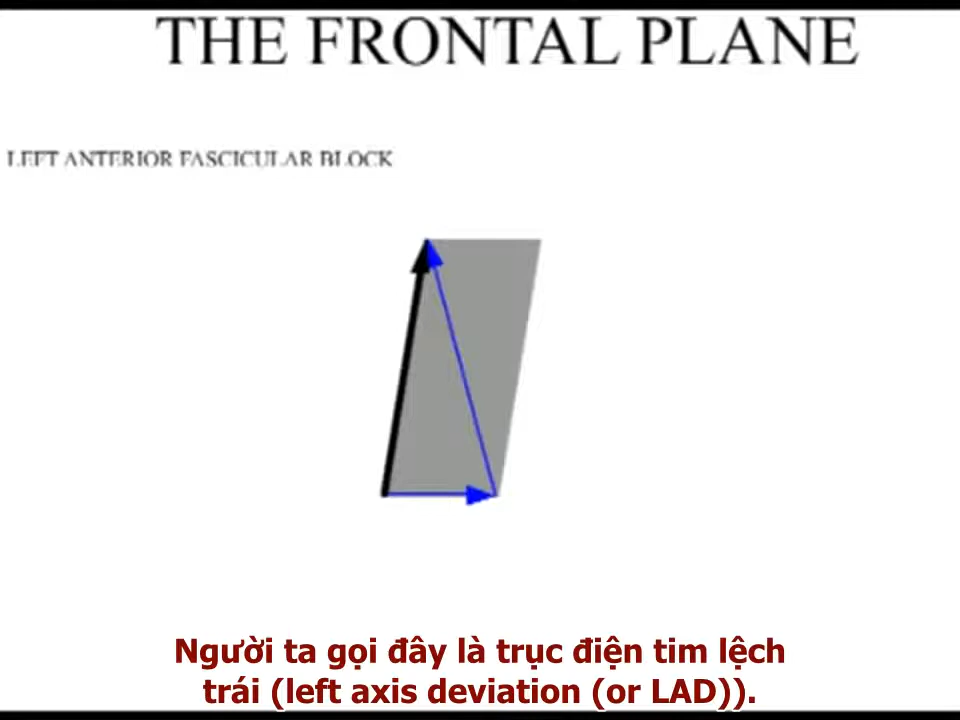 THE FRONTAL PLANE
LEFT ANTERIOR FASCICULAR BLOCK
Người ta gọi đây là trục điện tim lệch
trái (left axis deviation (or LAD)).